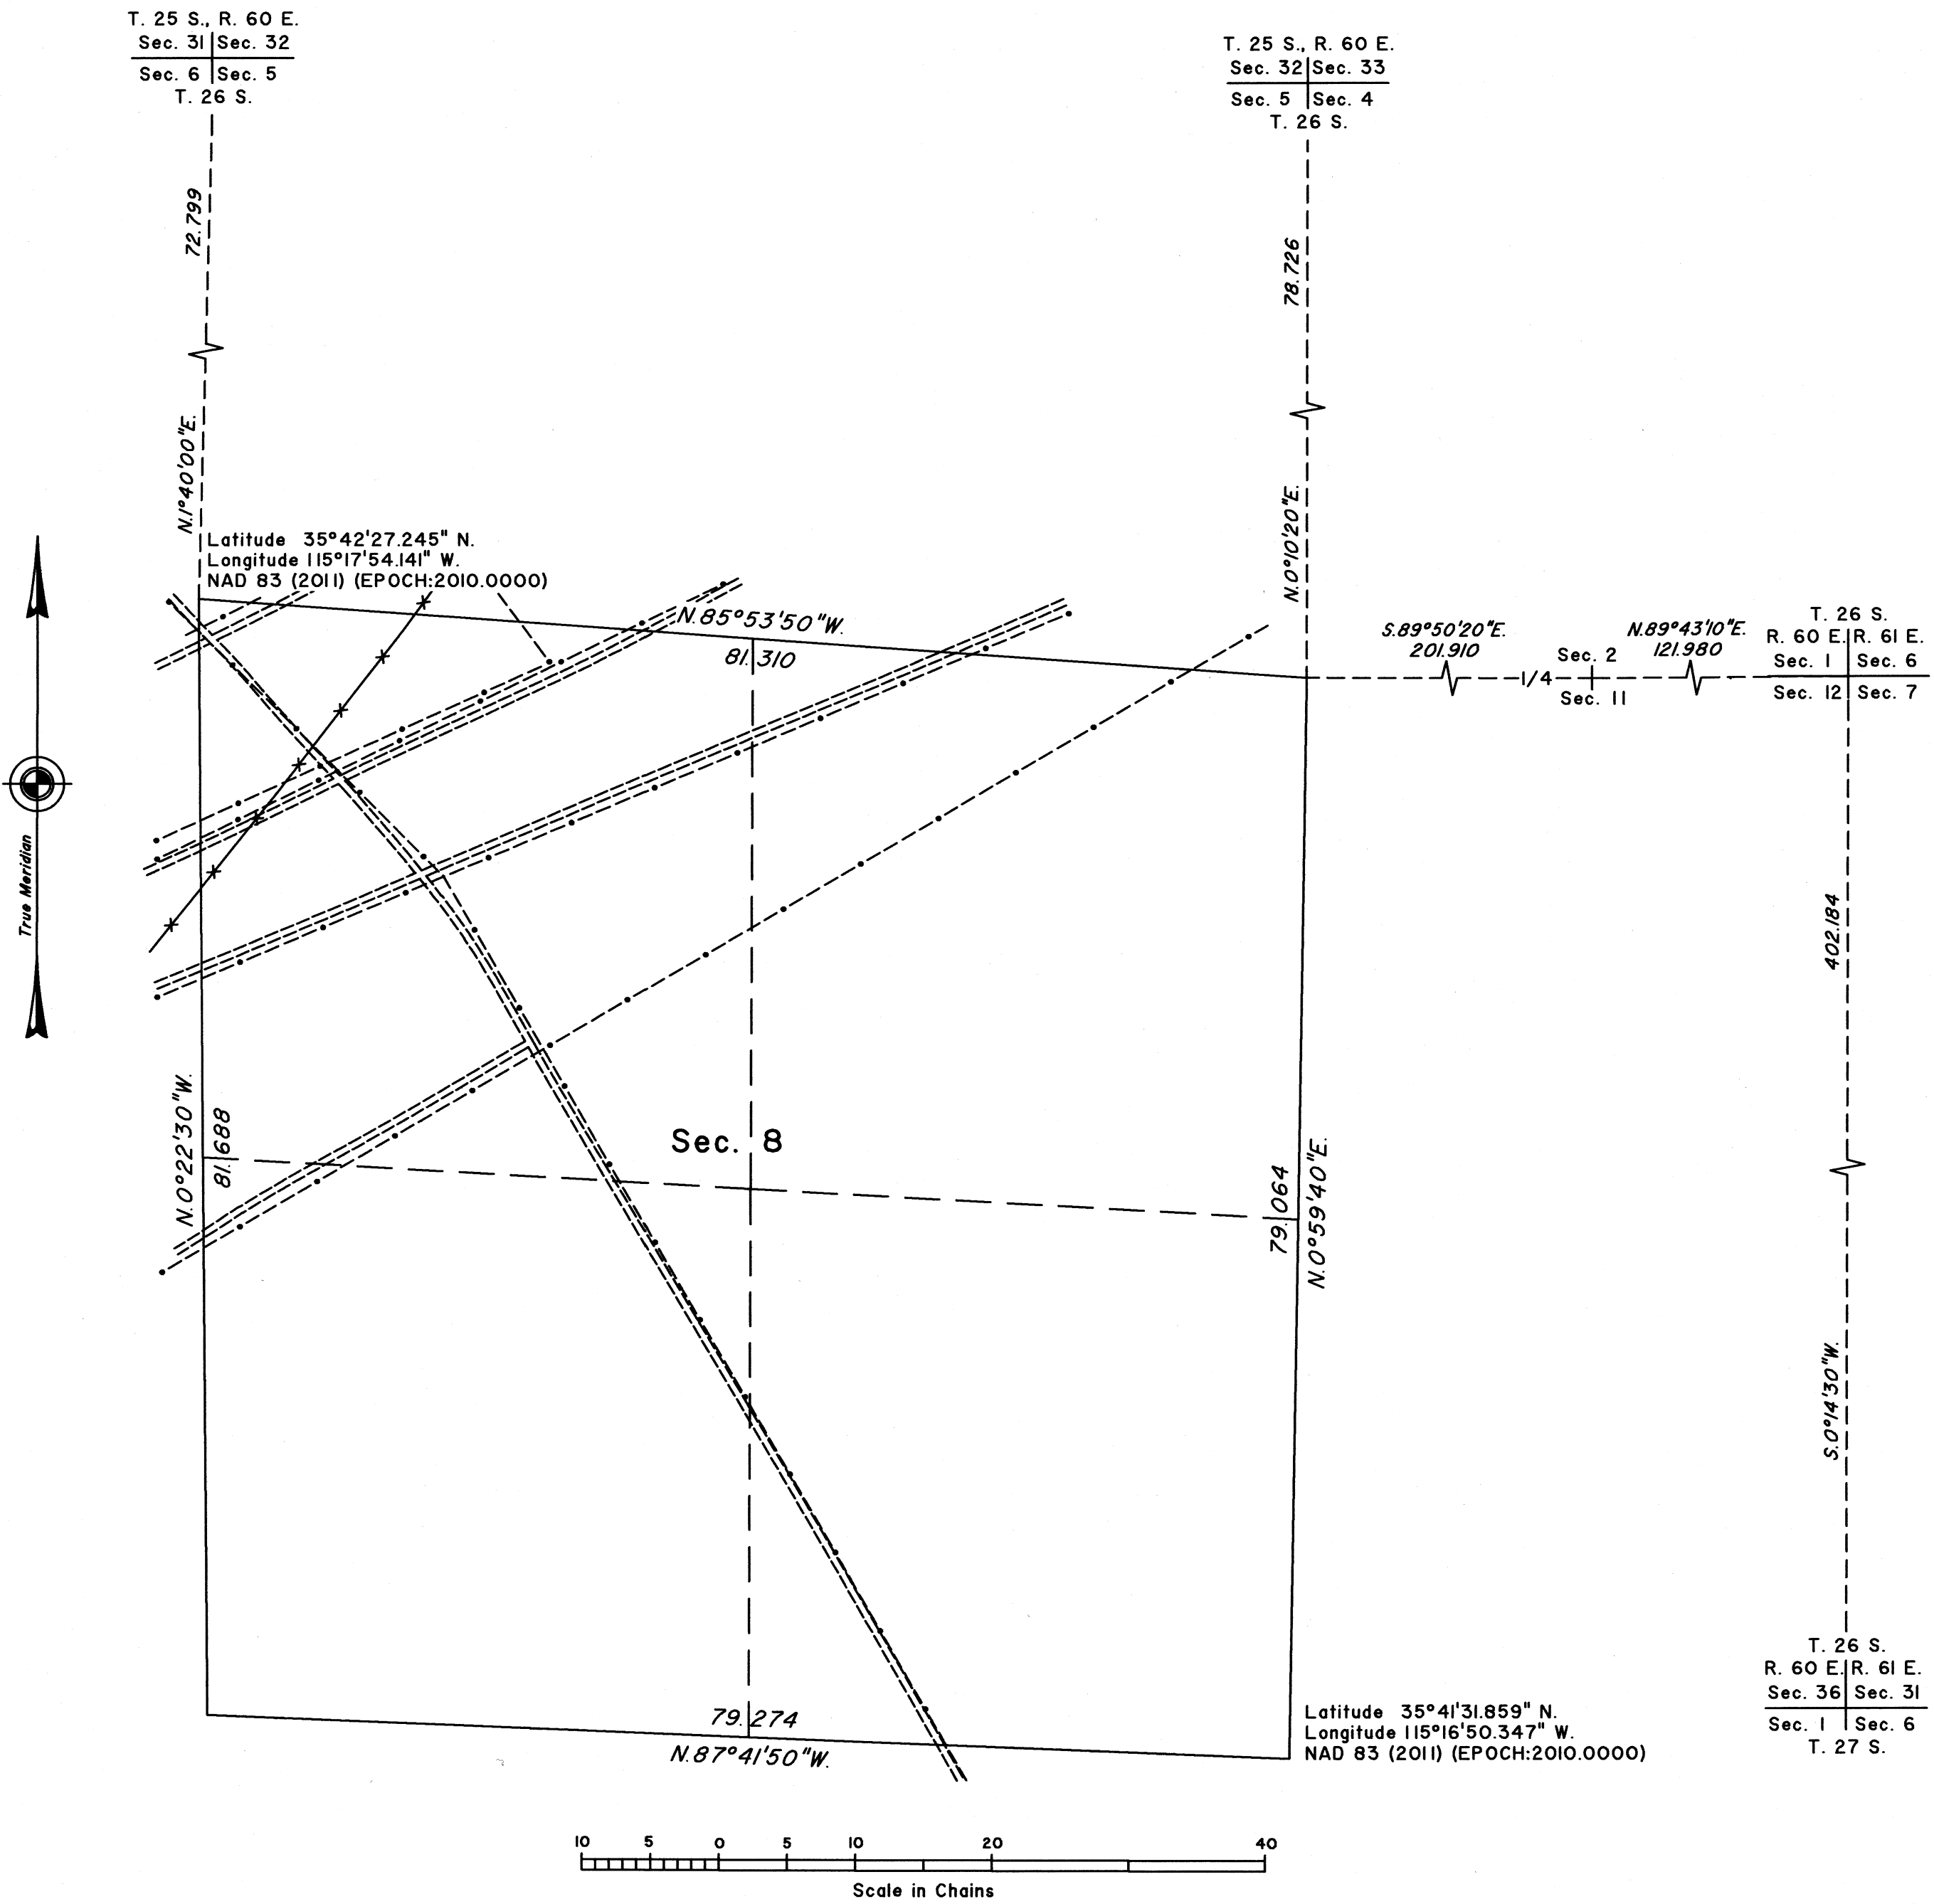 T. 25 S., R. 60 E.
Sec. 31 Sec. 32
Sec. 6 Sec. 5
T. 26 S.
T. 25 S., R. 60 E.
Sec. 32 Sec. 33
Sec. 5 Sec. 4
T. 26 S.
72.799
78.726
N.1°40'00"E.
N.0°10'20"E.
Latitude 35°42'27.245" N.
Longitude 115°17'54.141" W.
NAD 83 (2011) (EPOCH:2010.0000)
N.85°53'50"W.
81.310
S.89°50'20"E.
201.910
1/4
Sec. 2
Sec. 11
N.89°43'10"E.
121.980
T. 26 S.
R. 60 E. R. 61 E.
Sec. 1 Sec. 6
Sec. 12 Sec. 7
True Meridian
402.184
N.0°22'30"W.
81.688
Sec. 8
79.064
N.0°59'40"E.
S.0°14'30"W.
T. 26 S.
R. 60 E. R. 61 E.
Sec. 36 Sec. 31
Sec. 1 Sec. 6
T. 27 S.
79.274
N.87°41'50"W.
Latitude 35°41'31.859" N.
Longitude 115°16'50.347" W.
NAD 83 (2011) (EPOCH:2010.0000)
10 5 0 5 10 20 40
Scale in Chains